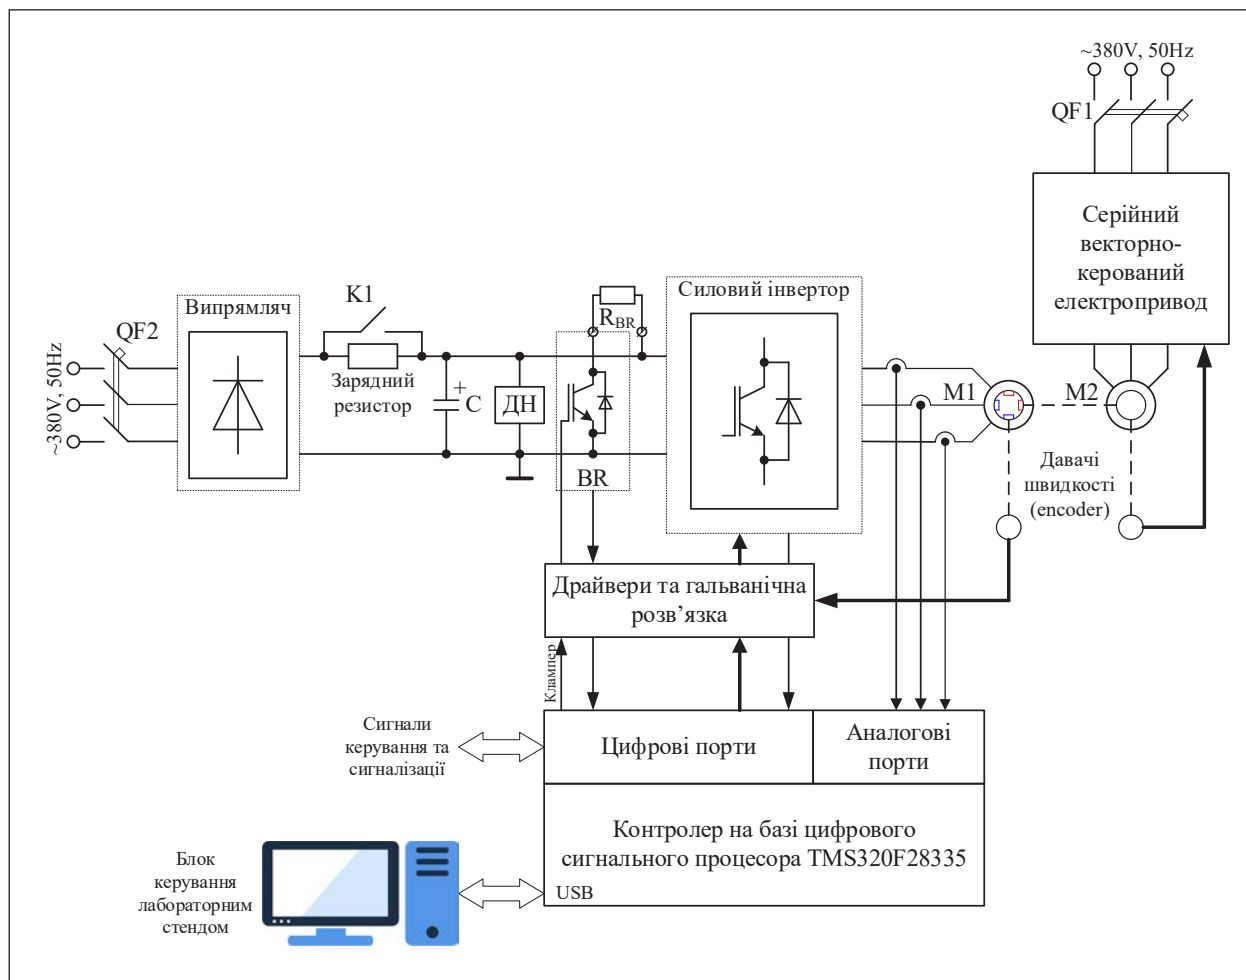 ~380V, 50Hz
QF1
Серійний
векторно-
керований
електропривод
Силовий інвертор
K1
Випрямляч
R_BR
QF2
~380V, 50Hz
Зарядний
резистор
+
C
ДН
M1
M2
BR
Давачі
швидкості
(encoder)
Драйвери та гальванічна
розв’язка
Клампер
Сигнали
керування та
сигналізації
Цифрові порти
Аналогові
порти
Контролер на базі цифрового
сигнального процесора TMS320F28335
Блок
керування
лабораторним
стендом
USB